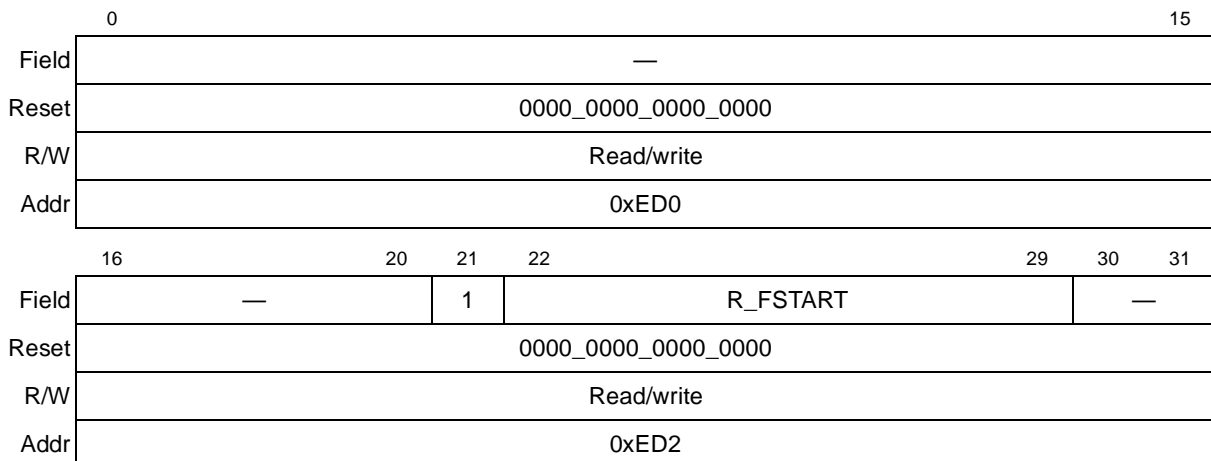 0 15
Field —
Reset 0000_0000_0000_0000
R/W Read/write
Addr 0xED0
16 20 21 22 29 30 31
Field — 1 R_FSTART —
Reset 0000_0000_0000_0000
R/W Read/write
Addr 0xED2